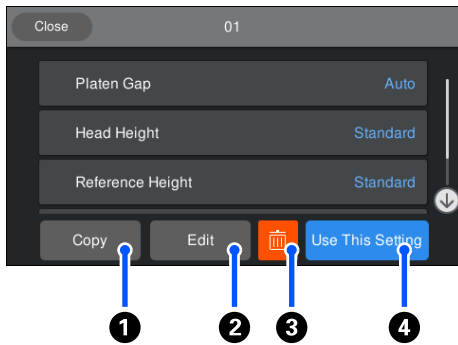 Close 01
Platen Gap Auto
Head Height Standard
Reference Height Standard
Copy Edit Use This Setting
1 2 3 4